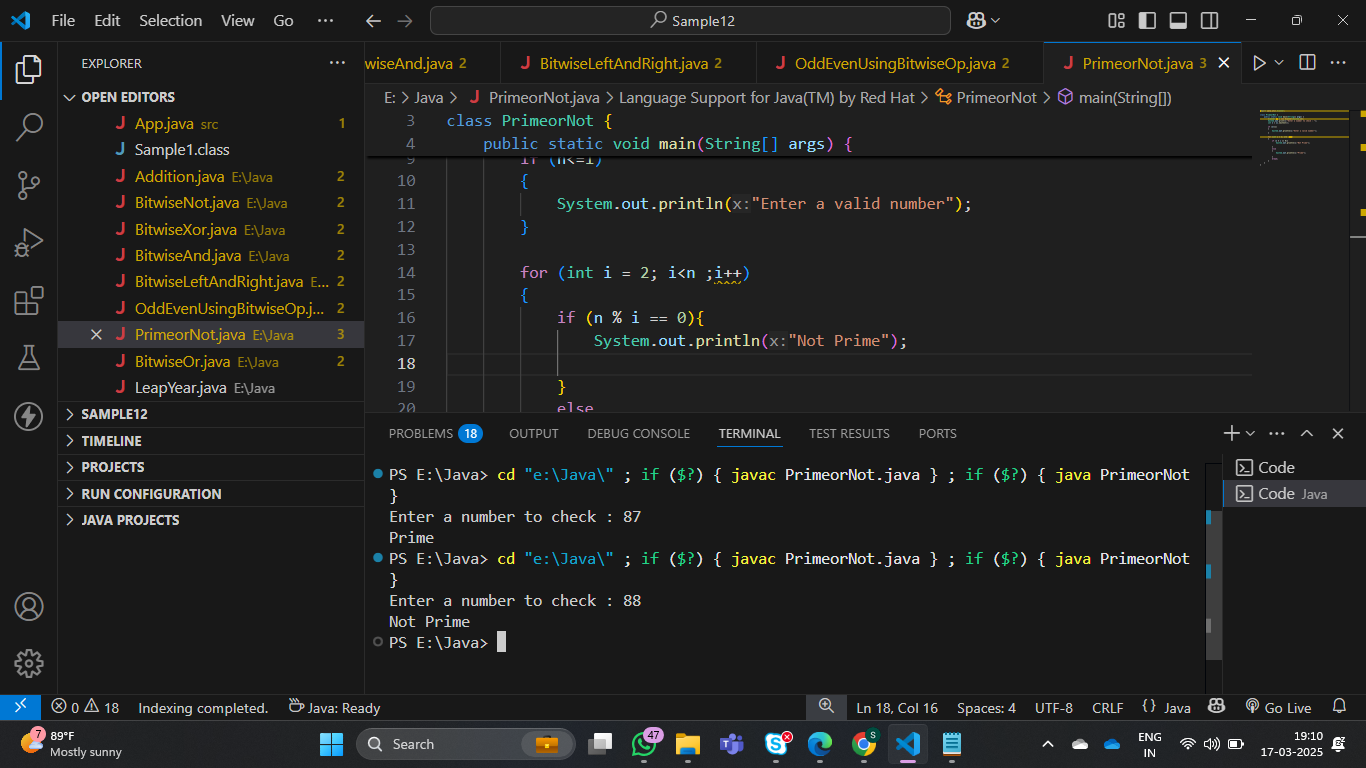 File Edit Selection View Go ··· Sample12
EXPLORER ···
wiseAnd.java 2 BitwiseLeftAndRight.java 2 OddEvenUsingBitwiseOp.java 2 PrimeorNot.java 3
E: > Java > PrimeorNot.java > Language Support for Java(TM) by Red Hat > PrimeorNot > main(String[])
OPEN EDITORS
App.java src 1
Sample1.class
Addition.java E:\Java 2
BitwiseNot.java E:\Java 2
BitwiseXor.java E:\Java 2
BitwiseAnd.java E:\Java 2
BitwiseLeftAndRight.java E... 2
OddEvenUsingBitwiseOp.j... 2
PrimeorNot.java E:\Java 3
BitwiseOr.java E:\Java 2
LeapYear.java E:\Java
SAMPLE12
TIMELINE
PROJECTS
RUN CONFIGURATION
JAVA PROJECTS
3 class PrimeorNot {
4 public static void main(String[] args) {
9 if (n<=1)
10 {
11 System.out.println(x:"Enter a valid number");
12 }
13
14 for (int i = 2; i<n ;i++)
15 {
16 if (n % i == 0){
17 System.out.println(x:"Not Prime");
18
19 }
20 else
PROBLEMS 18 OUTPUT DEBUG CONSOLE TERMINAL TEST RESULTS PORTS
PS E:\Java> cd "e:\Java\" ; if ($?) { javac PrimeorNot.java } ; if ($?) { java PrimeorNot
}
Enter a number to check : 87
Prime
PS E:\Java> cd "e:\Java\" ; if ($?) { javac PrimeorNot.java } ; if ($?) { java PrimeorNot
}
Enter a number to check : 88
Not Prime
PS E:\Java>
Code
Code Java
0 18 Indexing completed. Java: Ready Ln 18, Col 16 Spaces: 4 UTF-8 CRLF {} Java Go Live
7 89°F
Mostly sunny
Search
47
S
ENG
IN
19:10
17-03-2025